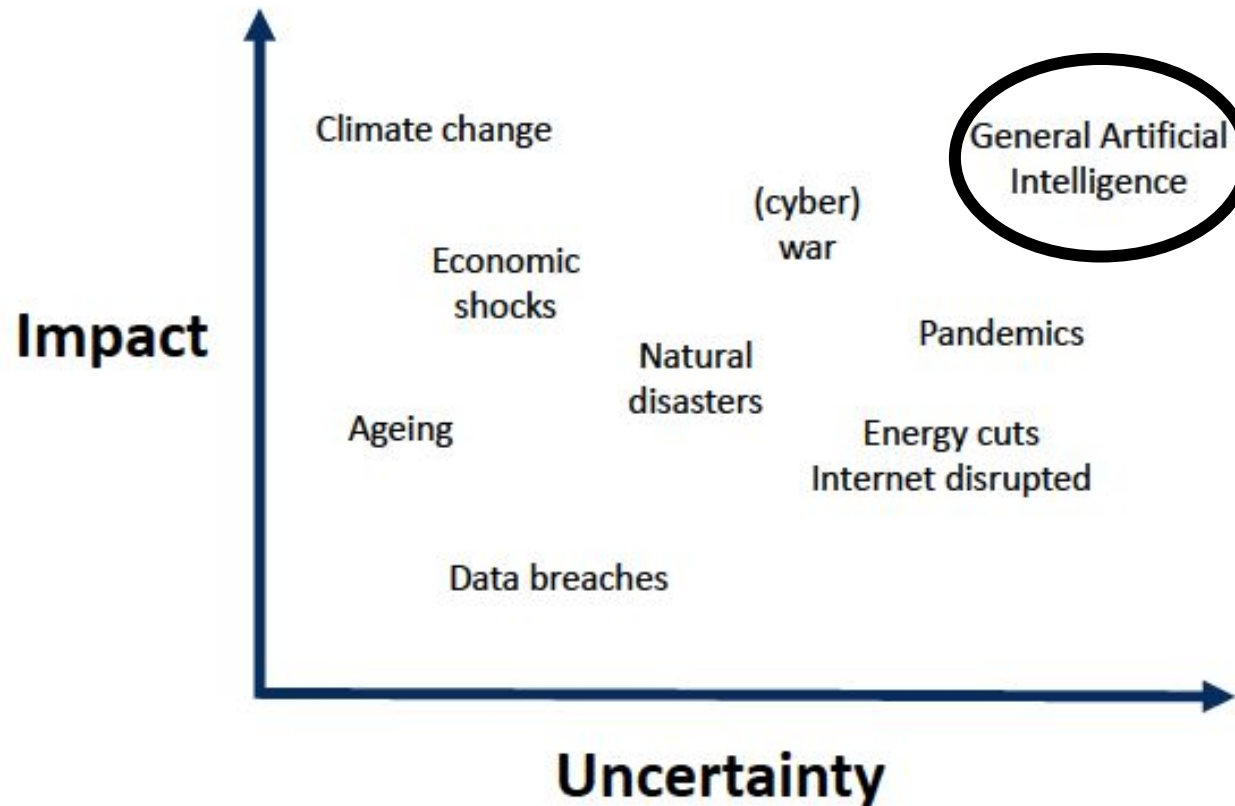 Climate change
General Artificial
Intelligence
(cyber)
war
Economic
shocks
Impact
Pandemics
Natural
disasters
Ageing
Energy cuts
Internet disrupted
Data breaches
Uncertainty